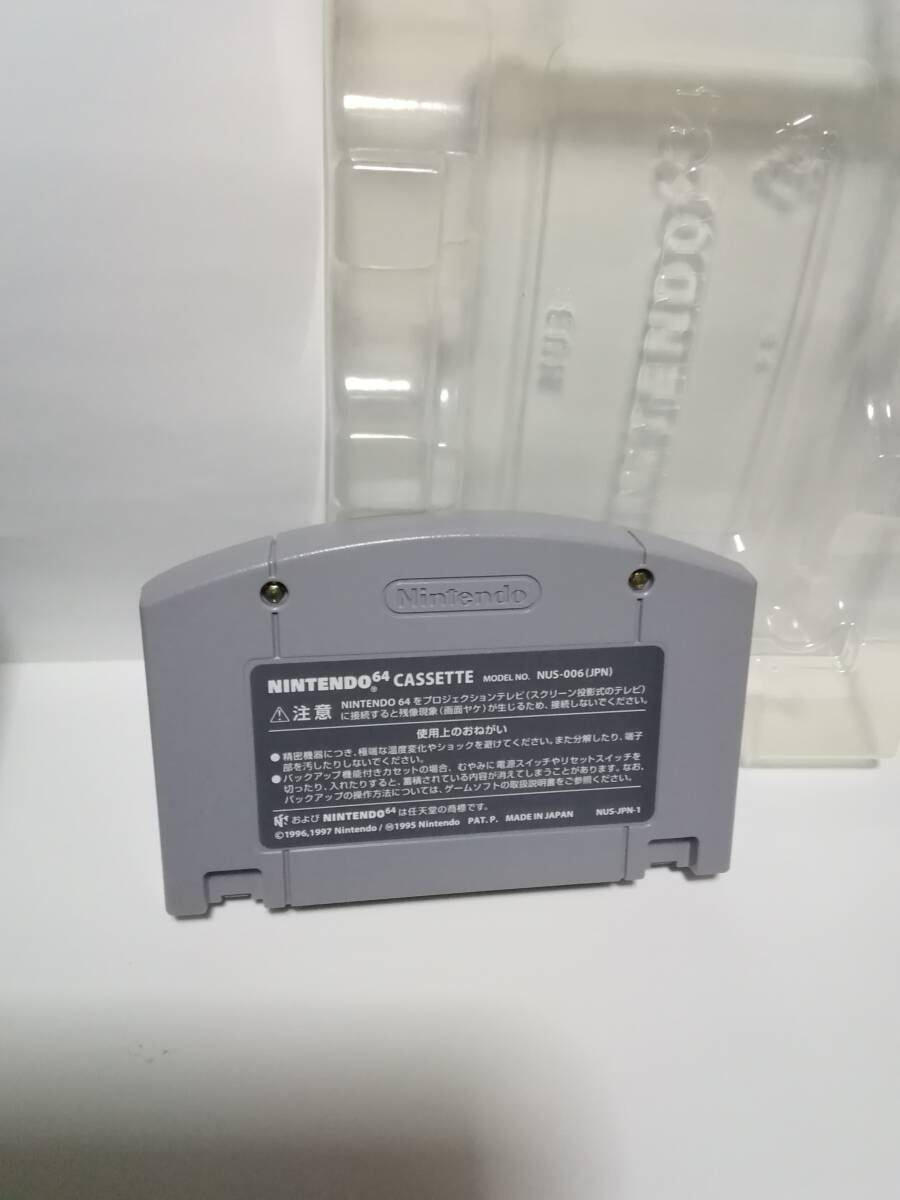 NINTENDO64
NUS
Nintendo
NINTENDO64® CASSETTE MODEL NO. NUS-006(JPN)
⚠注意 NINTENDO 64 をプロジェクションテレビ(スクリーン投影式のテレビ)
に接続すると残像現象(画面ヤケ)が生じるため、接続しないでください。
使用上のおねがい
●精密機器につき、極端な温度変化やショックを避けてください。また分解したり、端子
部を汚したりしないでください。
●バックアップ機能付きカセットの場合、むやみに電源スイッチやリセットスイッチを
切ったり、入れたりすると、蓄積されている内容が消えてしまうことがあります。なお、
バックアップの操作方法については、ゲームソフトの取扱説明書をご参照ください。
および NINTENDO64 は任天堂の商標です。
©1996,1997 Nintendo/Ⓜ1995 Nintendo PAT. P. MADE IN JAPAN NUS-JPN-1